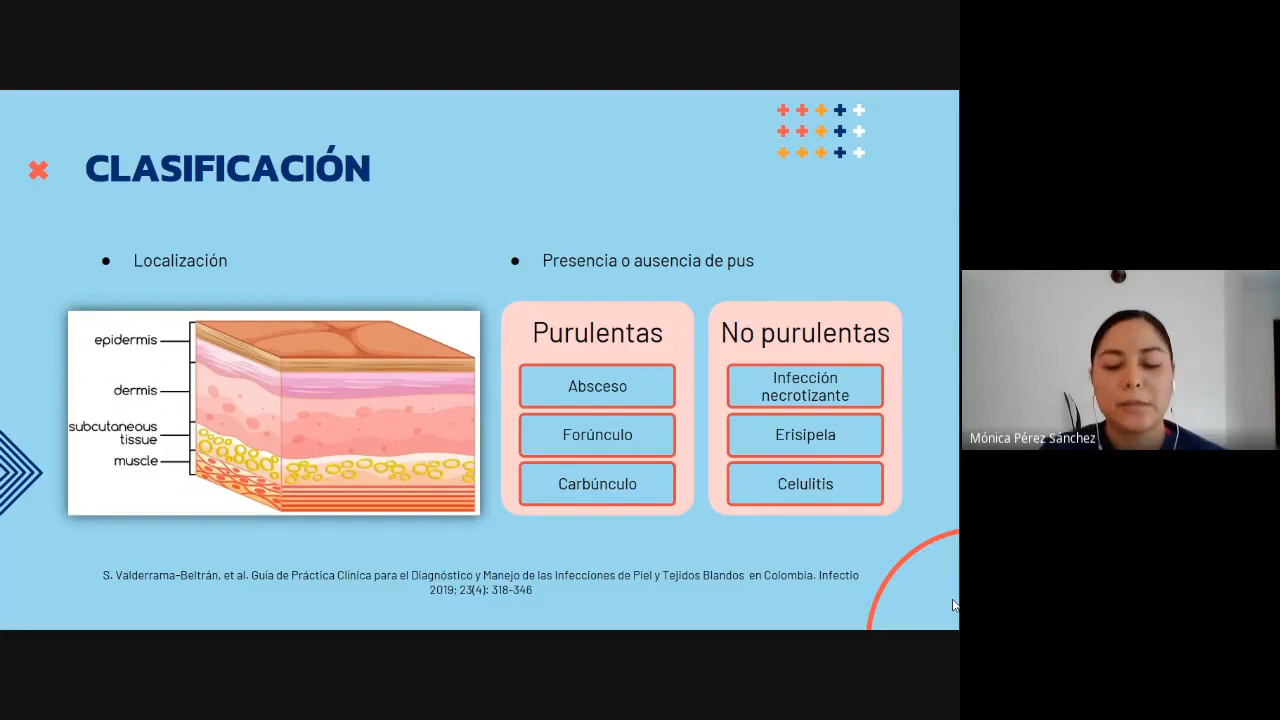 CLASIFICACIÓN
● Localización
epidermis
dermis
subcutaneous
tissue
muscle
● Presencia o ausencia de pus
Purulentas
Absceso
Forúnculo
Carbúnculo
No purulentas
Infección
necrotizante
Erisipela
Celulitis
S. Valderrama-Beltrán, et al. Guía de Práctica Clínica para el Diagnóstico y Manejo de las Infecciones de Piel y Tejidos Blandos en Colombia. Infectio
2019; 23(4): 318-346
Mónica Pérez Sánchez